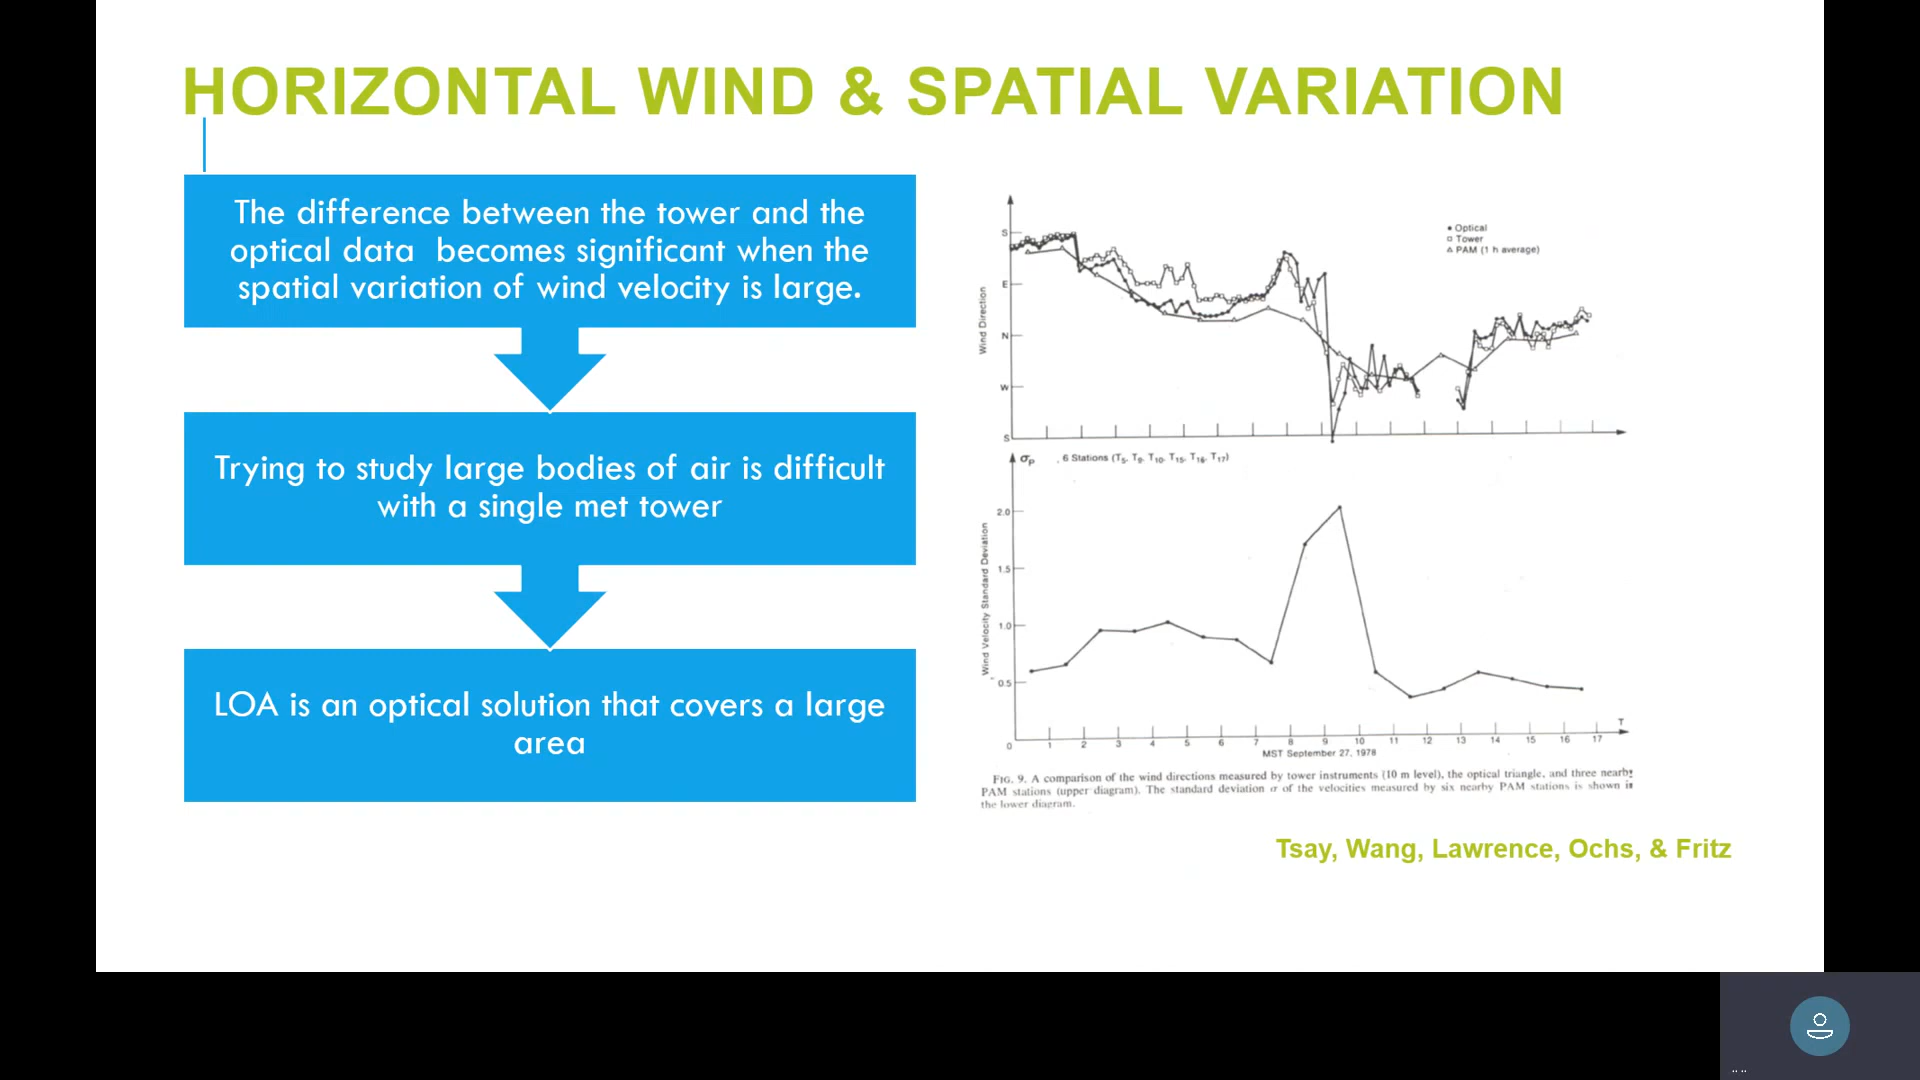 HORIZONTAL WIND & SPATIAL VARIATION
The difference between the tower and the
optical data becomes significant when the
spatial variation of wind velocity is large.
Trying to study large bodies of air is difficult
with a single met tower
LOA is an optical solution that covers a large
area
Optical
Tower
PAM (1 h average)
Wind Direction
S
E
N
W
S
σp , 6 Stations (T5, T9, T10, T15, T16, T17)
Wind Velocity Standard Deviation
2.0
1.5
1.0
0.5
0 1 2 3 4 5 6 7 8 9 10 11 12 13 14 15 16 17
T
MST September 27, 1978
FIG. 9. A comparison of the wind directions measured by tower instruments (10 m level), the optical triangle, and three nearby
PAM stations (upper diagram). The standard deviation σ of the velocities measured by six nearby PAM stations is shown in
the lower diagram.
Tsay, Wang, Lawrence, Ochs, & Fritz